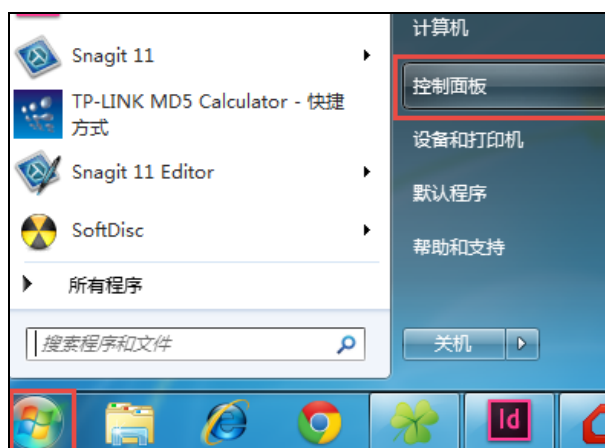 Snagit 11
TP-LINK MD5 Calculator - 快捷
方式
Snagit 11 Editor
SoftDisc
所有程序
搜索程序和文件
计算机
控制面板
设备和打印机
默认程序
帮助和支持
关机
Id